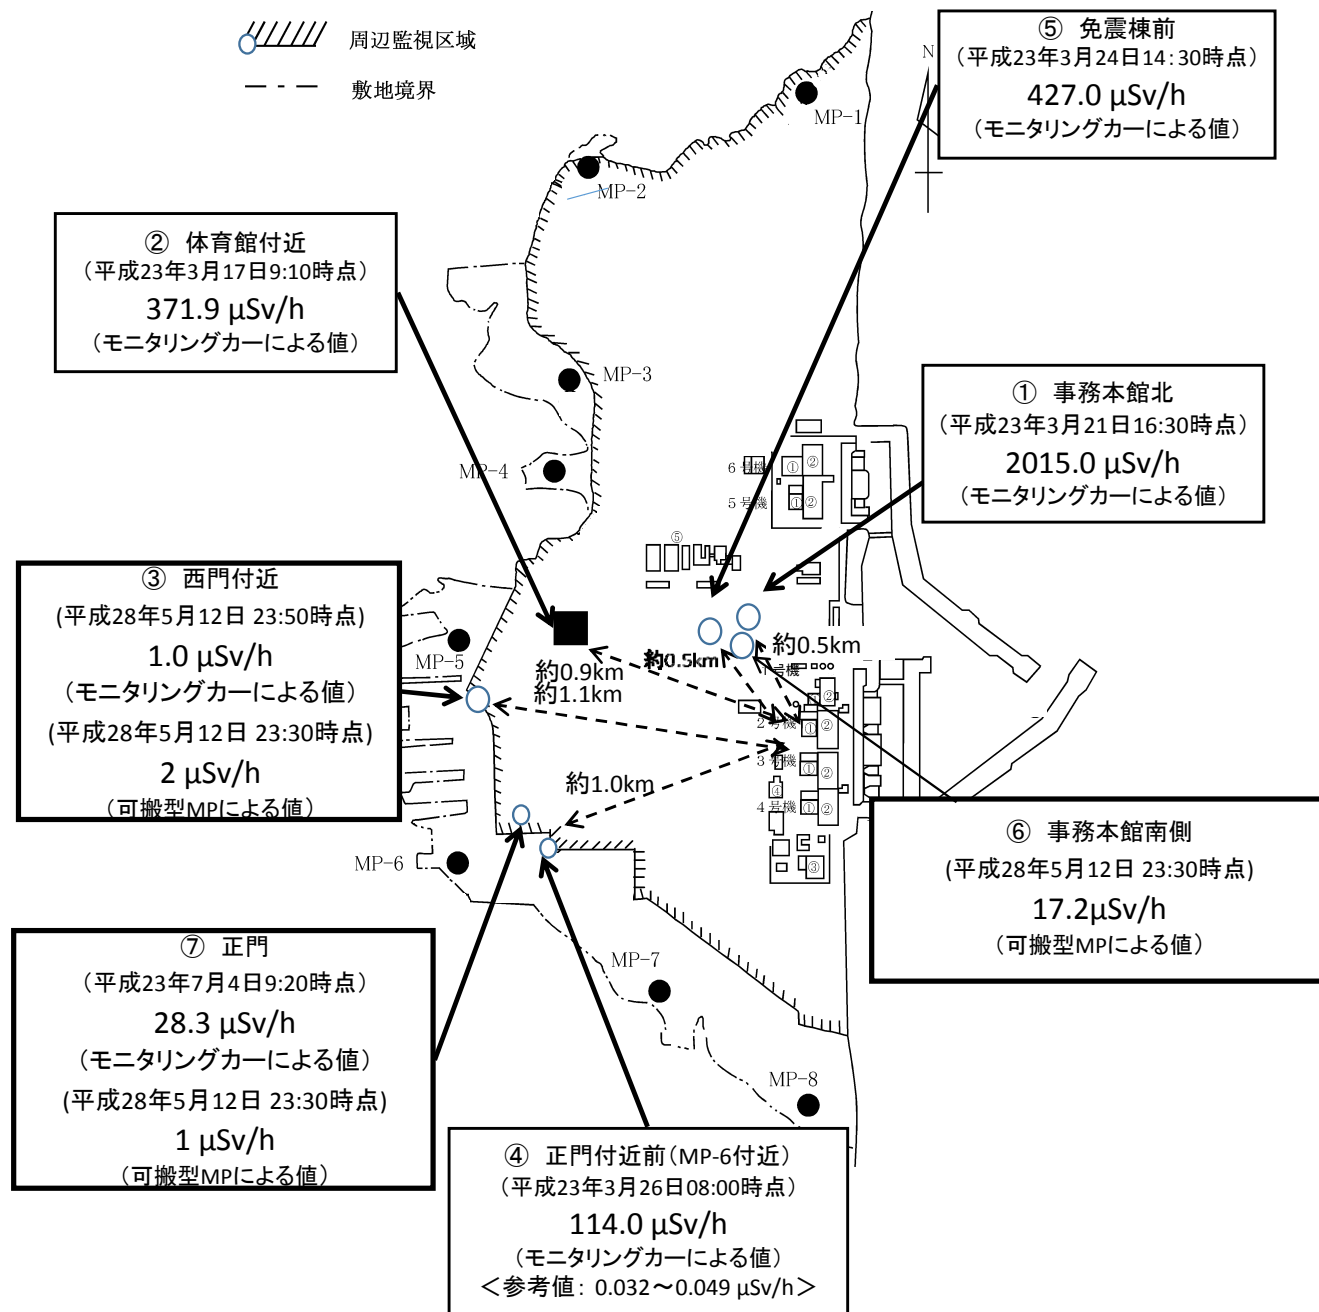 周辺監視区域
敷地境界
⑤ 免震棟前
(平成23年3月24日14:30時点)
427.0 μSv/h
(モニタリングカーによる値)
N
MP-1
MP-2
② 体育館付近
(平成23年3月17日9:10時点)
371.9 μSv/h
(モニタリングカーによる値)
MP-3
① 事務本館北
(平成23年3月21日16:30時点)
2015.0 μSv/h
(モニタリングカーによる値)
MP-4
6号機
①
②
5号機
①
②
⑤
③ 西門付近
(平成28年5月12日 23:50時点)
1.0 μSv/h
(モニタリングカーによる値)
(平成28年5月12日 23:30時点)
2 μSv/h
(可搬型MPによる値)
MP-5
約0.9km
約1.1km
約0.5km
約0.5km
1号機
②
2号機
①
②
3号機
①
②
④
4号機
①
②
③
約1.0km
MP-6
⑥ 事務本館南側
(平成28年5月12日 23:30時点)
17.2μSv/h
(可搬型MPによる値)
⑦ 正門
(平成23年7月4日9:20時点)
28.3 μSv/h
(モニタリングカーによる値)
(平成28年5月12日 23:30時点)
1 μSv/h
(可搬型MPによる値)
MP-7
MP-8
④ 正門付近前(MP-6付近)
(平成23年3月26日08:00時点)
114.0 μSv/h
(モニタリングカーによる値)
<参考値: 0.032~0.049 μSv/h>